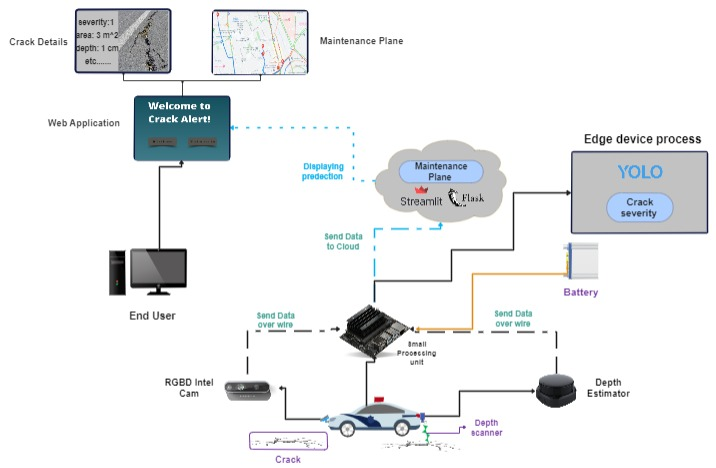 severity:1
area: 3 m^2
depth: 1 cm
etc.......
Crack Details
Maintenance Plane
Welcome to
Crack Alert!
Web Application
Edge device process
YOLO
Crack
severity
Maintenance
Plane
Streamlit
Flask
Displaying
predection
Send Data
to Cloud
Battery
End User
Send Data
over wire
Send Data
over wire
Small
Processing
unit
RGBD Intel
Cam
Depth
Estimator
Depth
scanner
Crack